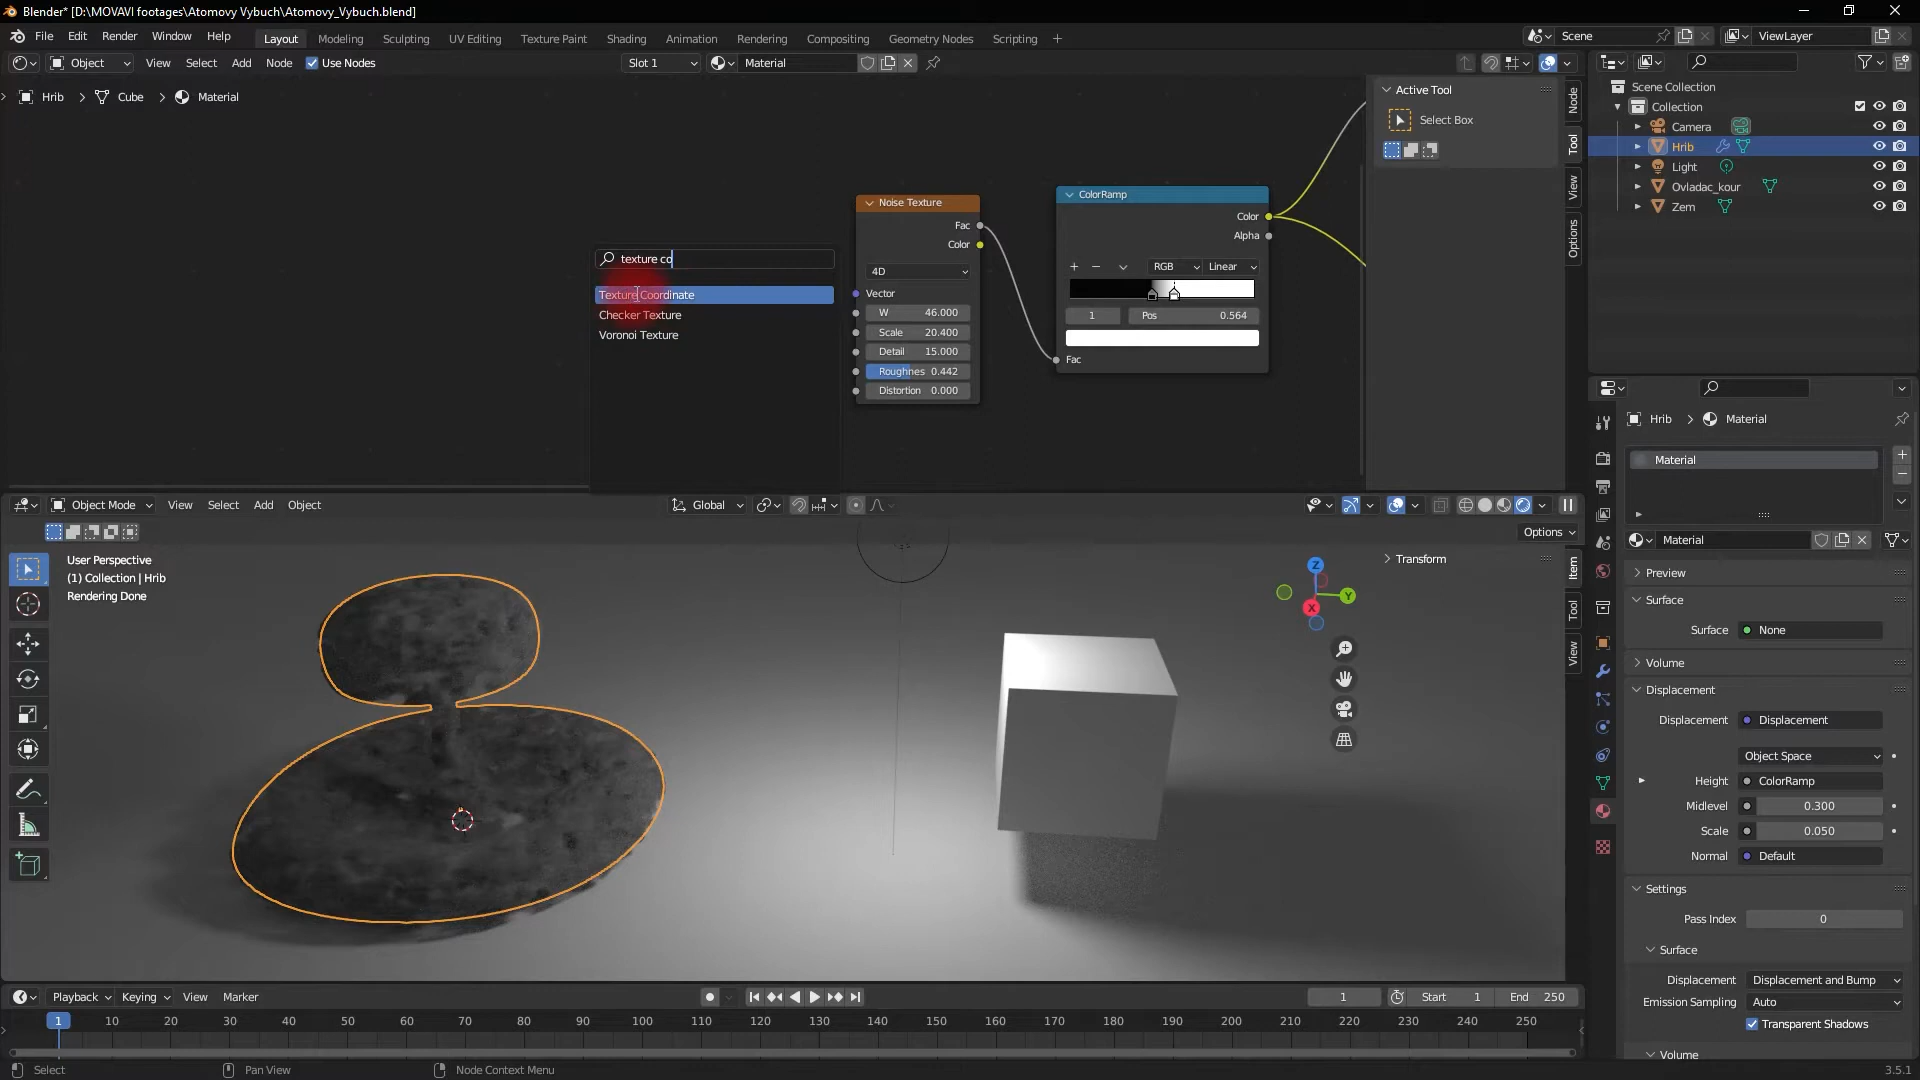 Blender* [D:\MOVAVI footages\Atomovy Vybuch\Atomovy_Vybuch.blend]
File Edit Render Window Help Layout Modeling Sculpting UV Editing Texture Paint Shading Animation Rendering Compositing Geometry Nodes Scripting + Scene ViewLayer
Object View Select Add Node Use Nodes Slot 1 Material
Hrib > Cube > Material
Active Tool
Select Box
Node
Tool
View
Options
Scene Collection
Collection
Camera
Hrib
Light
Ovladac_kour
Zem
Noise Texture
Fac
Color
4D
Vector
W 46.000
Scale 20.400
Detail 15.000
Roughnes 0.442
Distortion 0.000
ColorRamp
Color
Alpha
RGB Linear
1 Pos 0.564
Fac
texture co
Texture Coordinate
Checker Texture
Voronoi Texture
Object Mode View Select Add Object Global
Options
User Perspective
(1) Collection | Hrib
Rendering Done
Transform
Item
Tool
View
Z
Y
X
Hrib > Material
Material
Material
Preview
Surface
Surface None
Volume
Displacement
Displacement Displacement
Object Space
Height ColorRamp
Midlevel 0.300
Scale 0.050
Normal Default
Settings
Pass Index 0
Surface
Displacement Displacement and Bump
Emission Sampling Auto
Transparent Shadows
Volume
Playback Keying View Marker 1 Start 1 End 250
1 10 20 30 40 50 60 70 80 90 100 110 120 130 140 150 160 170 180 190 200 210 220 230 240 250
Select Pan View Node Context Menu 3.5.1